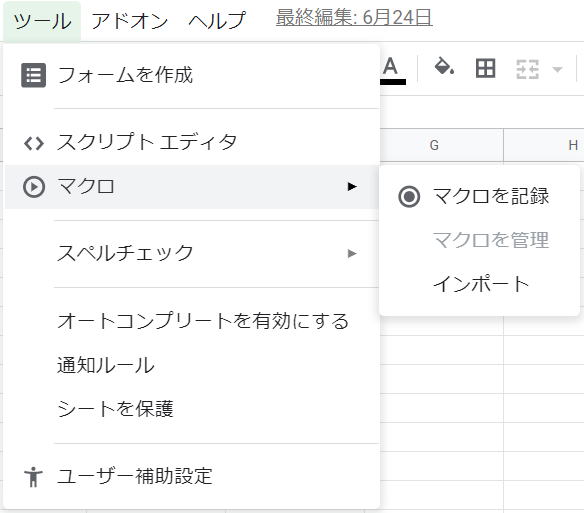 ツール アドオン ヘルプ 最終編集: 6月24日
フォームを作成
A
スクリプト エディタ
G H
マクロ
マクロを記録
マクロを管理
インポート
スペルチェック
オートコンプリートを有効にする
通知ルール
シートを保護
ユーザー補助設定